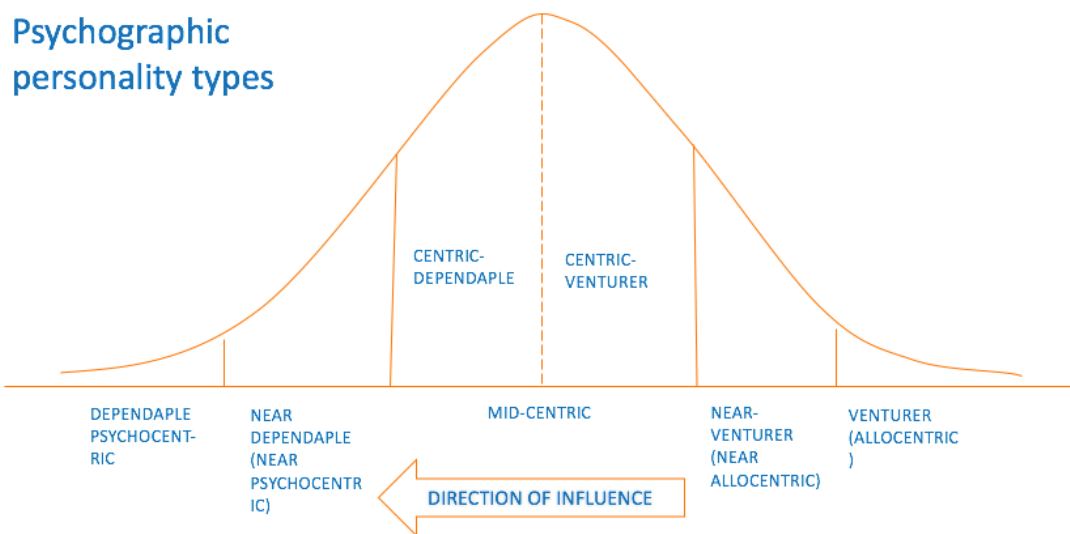 Psychographic
personality types
CENTRIC-
DEPENDAPLE
CENTRIC-
VENTURER
DEPENDAPLE
PSYCHOCENT-
RIC
NEAR
DEPENDAPLE
(NEAR
PSYCHOCENTR
IC)
MID-CENTRIC
NEAR-
VENTURER
(NEAR
ALLOCENTRIC)
VENTURER
(ALLOCENTRIC
)
DIRECTION OF INFLUENCE